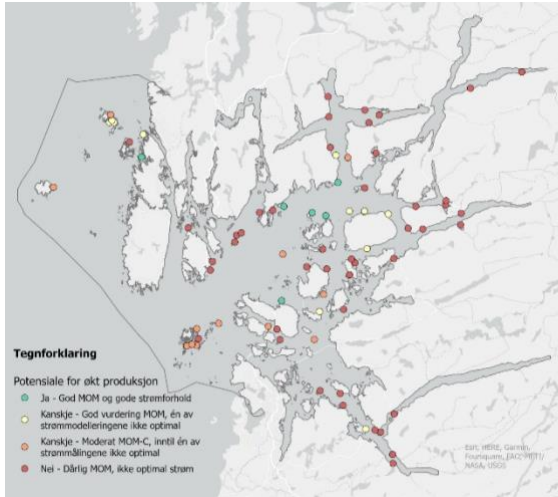 Tegnforklaring
Potensiale for økt produksjon
Ja - God MOM og gode strømforhold
Kanskje - God vurdering MOM, én av
strømmodelleringene ikke optimal
Kanskje - Moderat MOM-C, inntil én av
strømmålingene ikke optimal
Nei - Dårlig MOM, ikke optimal strøm
Esri, HERE, Garmin,
Foursquare, FAO, METI/
NASA, USGS